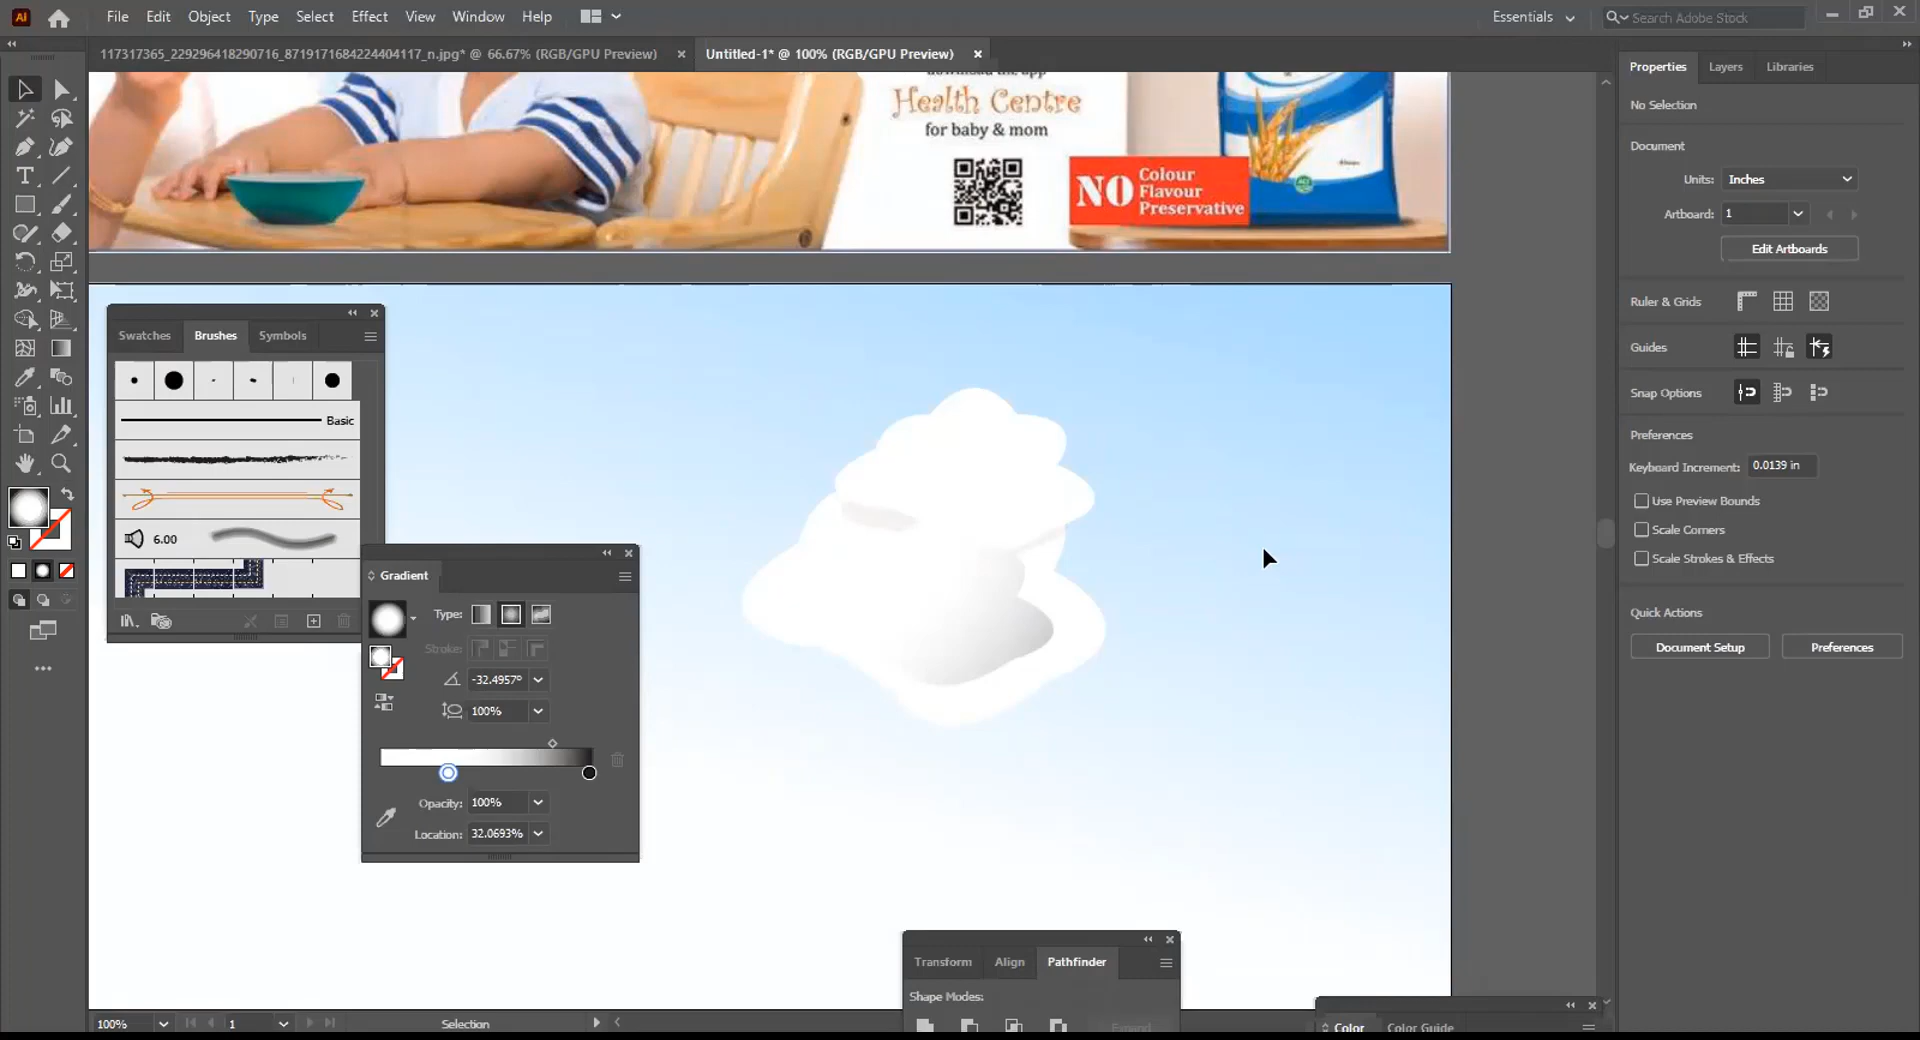 Ai File Edit Object Type Select Effect View Window Help
Essentials
Search Adobe Stock
117317365_229296418290716_8719171684224404117_n.jpg* @ 66.67% (RGB/GPU Preview)
Untitled-1* @ 100% (RGB/GPU Preview)
Properties Layers Libraries
No Selection
Document
Units: Inches
Artboard: 1
Edit Artboards
Ruler & Grids
Guides
Snap Options
Preferences
Keyboard Increment: 0.0139 in
Use Preview Bounds
Scale Corners
Scale Strokes & Effects
Quick Actions
Document Setup Preferences
Health Centre
for baby & mom
NO
Colour
Flavour
Preservative
Swatches Brushes Symbols
Basic
6.00
Gradient
Type:
Stroke:
-32.4957°
100%
Opacity: 100%
Location: 32.0693%
Transform Align Pathfinder
Shape Modes:
Expand
Color Color Guide
100% 1 Selection